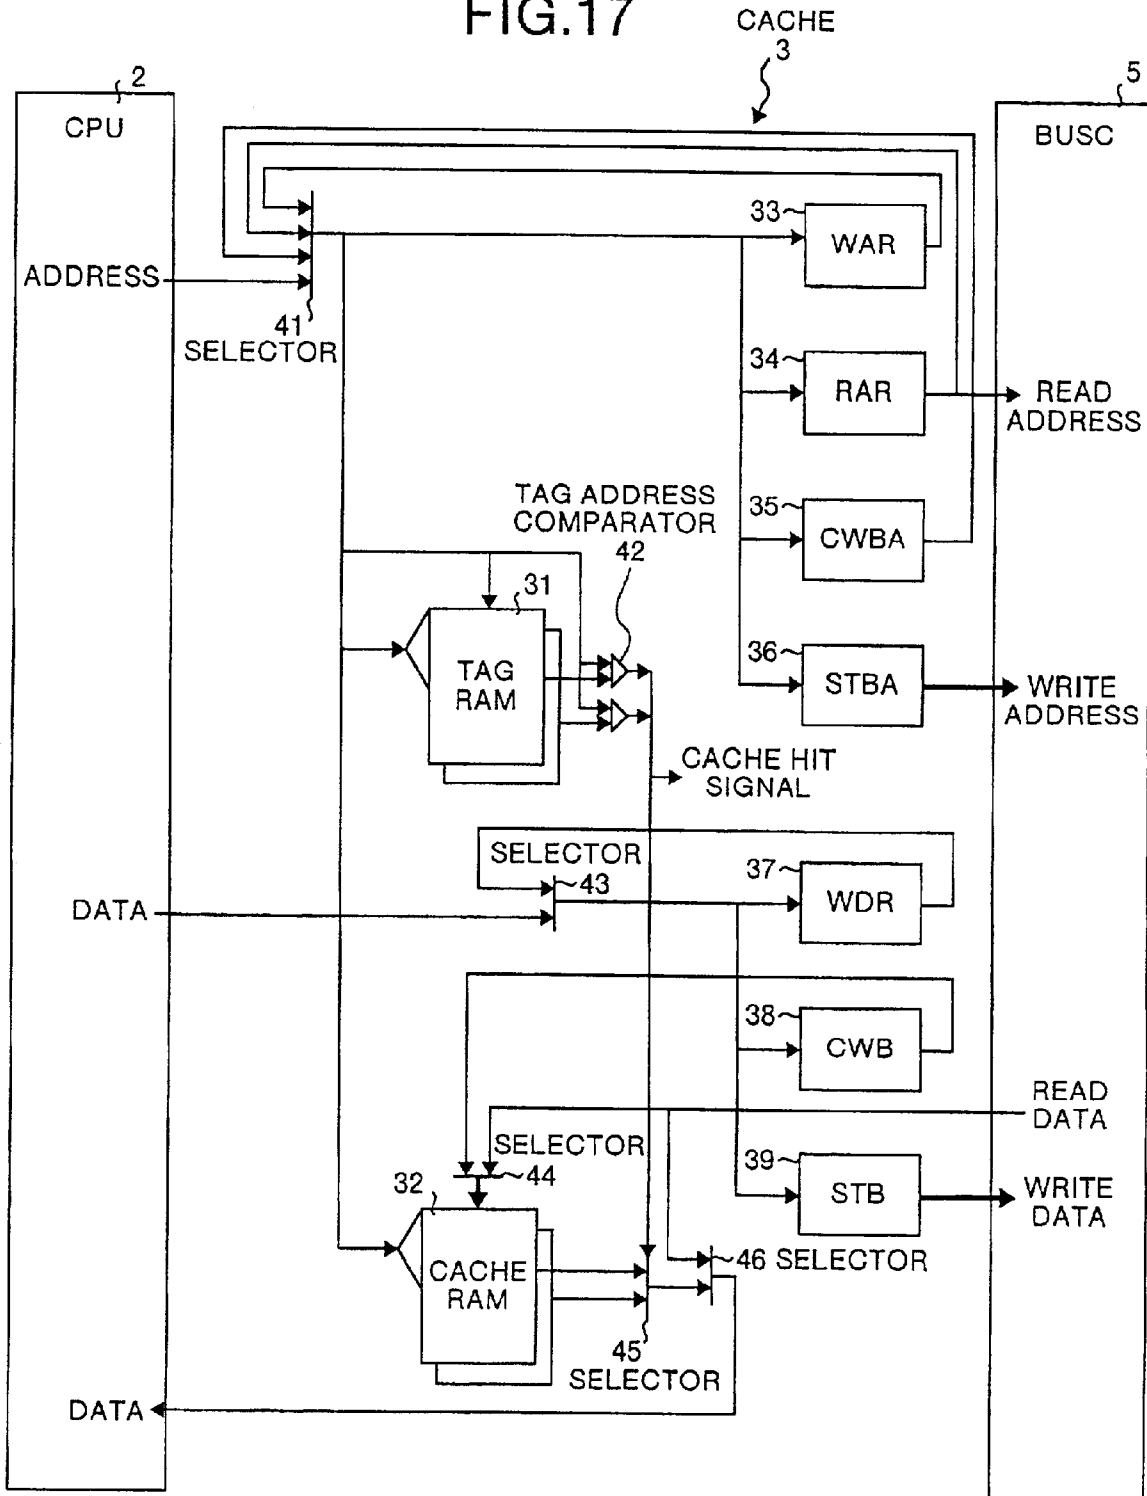 FIG.17
CACHE
3
2
5
CPU
BUSC
33
WAR
ADDRESS
41
SELECTOR
34
RAR
READ
ADDRESS
TAG ADDRESS
COMPARATOR
42
35
CWBA
31
TAG
RAM
36
STBA
WRITE
ADDRESS
CACHE HIT
SIGNAL
SELECTOR
43
37
WDR
DATA
38
CWB
READ
DATA
SELECTOR
44
39
STB
WRITE
DATA
32
CACHE
RAM
46 SELECTOR
45
SELECTOR
DATA